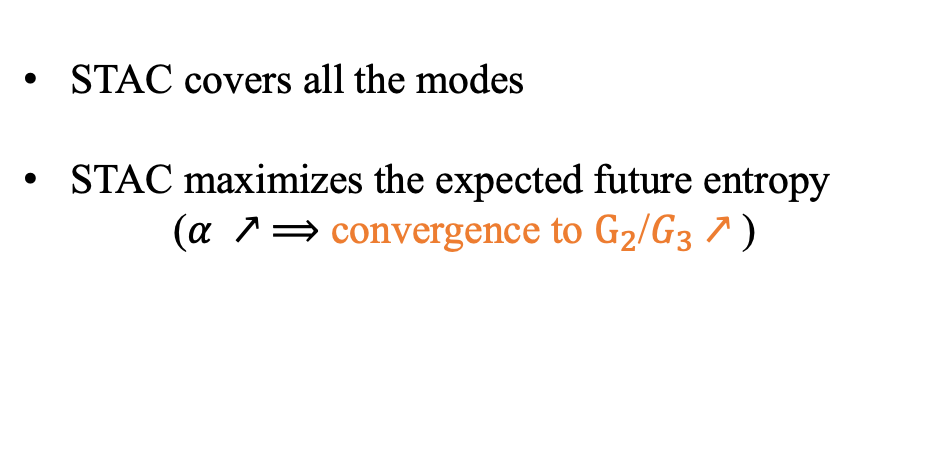 • STAC covers all the modes
• STAC maximizes the expected future entropy
(α ↗ ⟹ convergence to G₂/G₃ ↗ )